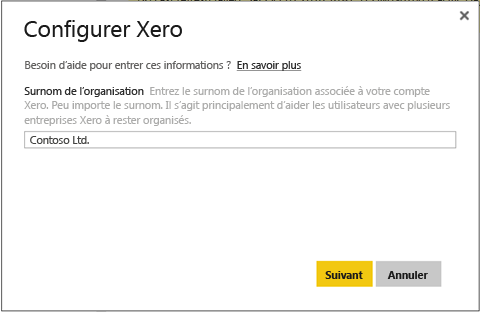 Configurer Xero
Besoin d'aide pour entrer ces informations ? En savoir plus
Surnom de l'organisation Entrez le surnom de l'organisation associée à votre compte
Xero. Peu importe le surnom. Il s'agit principalement d'aider les utilisateurs avec plusieurs
entreprises Xero à rester organisés.
Contoso Ltd.
Suivant Annuler